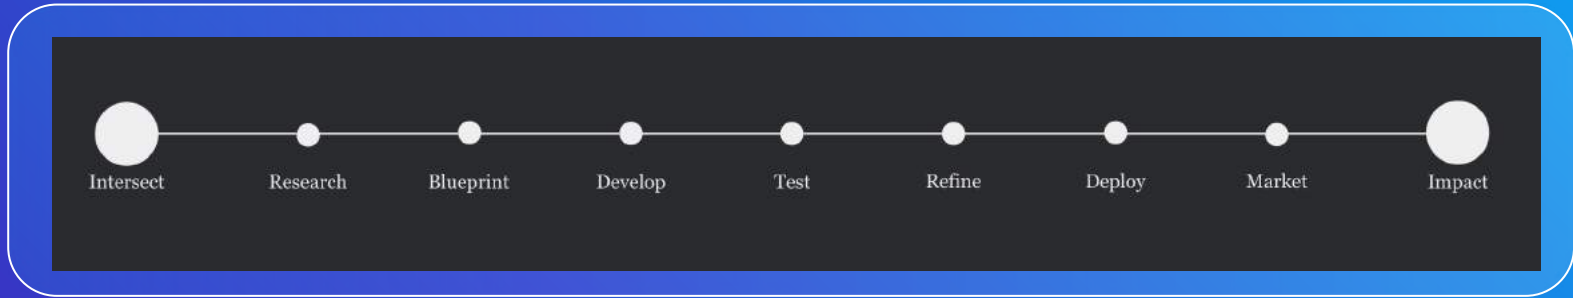 Intersect
Research
Blueprint
Develop
Test
Refine
Deploy
Market
Impact